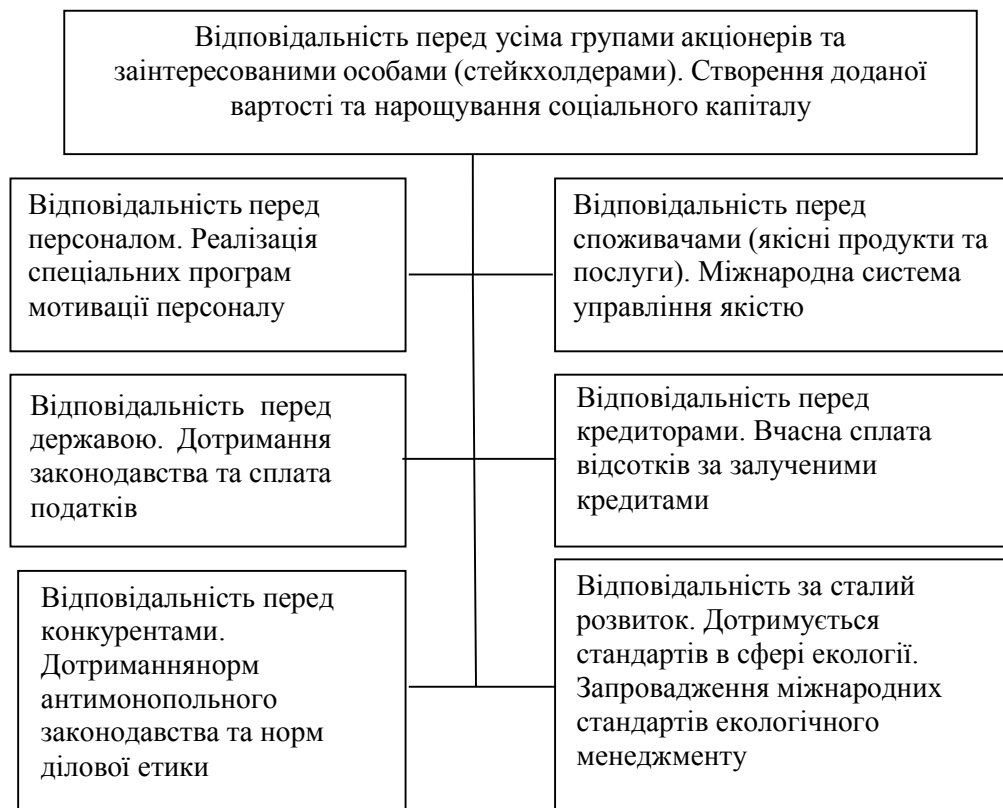 Відповідальність перед усіма групами акціонерів та
заінтересованими особами (стейкхолдерами). Створення доданої
вартості та нарощування соціального капіталу
Відповідальність перед
персоналом. Реалізація
спеціальних програм
мотивації персоналу
Відповідальність перед
споживачами (якісні продукти та
послуги). Міжнародна система
управління якістю
Відповідальність перед
державою. Дотримання
законодавства та сплата
податків
Відповідальність перед
кредиторами. Вчасна сплата
відсотків за залученими
кредитами
Відповідальність перед
конкурентами.
Дотриманнянорм
антимонопольного
законодавства та норм
ділової етики
Відповідальність за сталий
розвиток. Дотримується
стандартів в сфері екології.
Запровадження міжнародних
стандартів екологічного
менеджменту